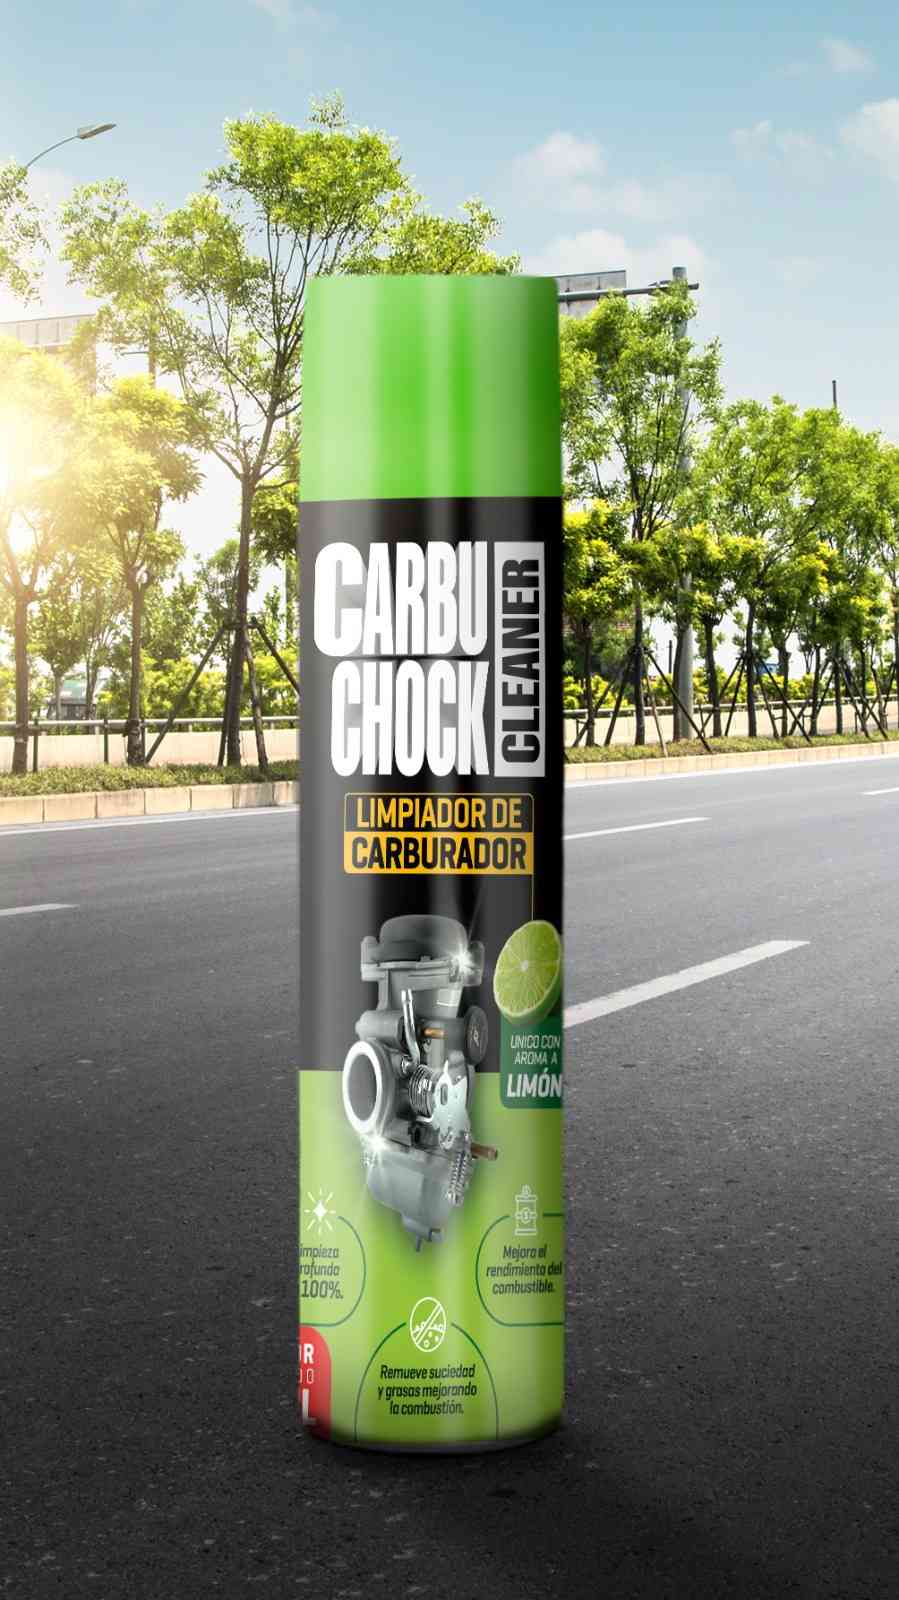 CARBU
CHOCK
CLEANER
LIMPIADOR DE
CARBURADOR
UNICO CON
AROMA A
LIMÓN
100%.
Mejora el
rendimiento del
combustible.
Remueve suciedad
y grasas mejorando
la combustión.